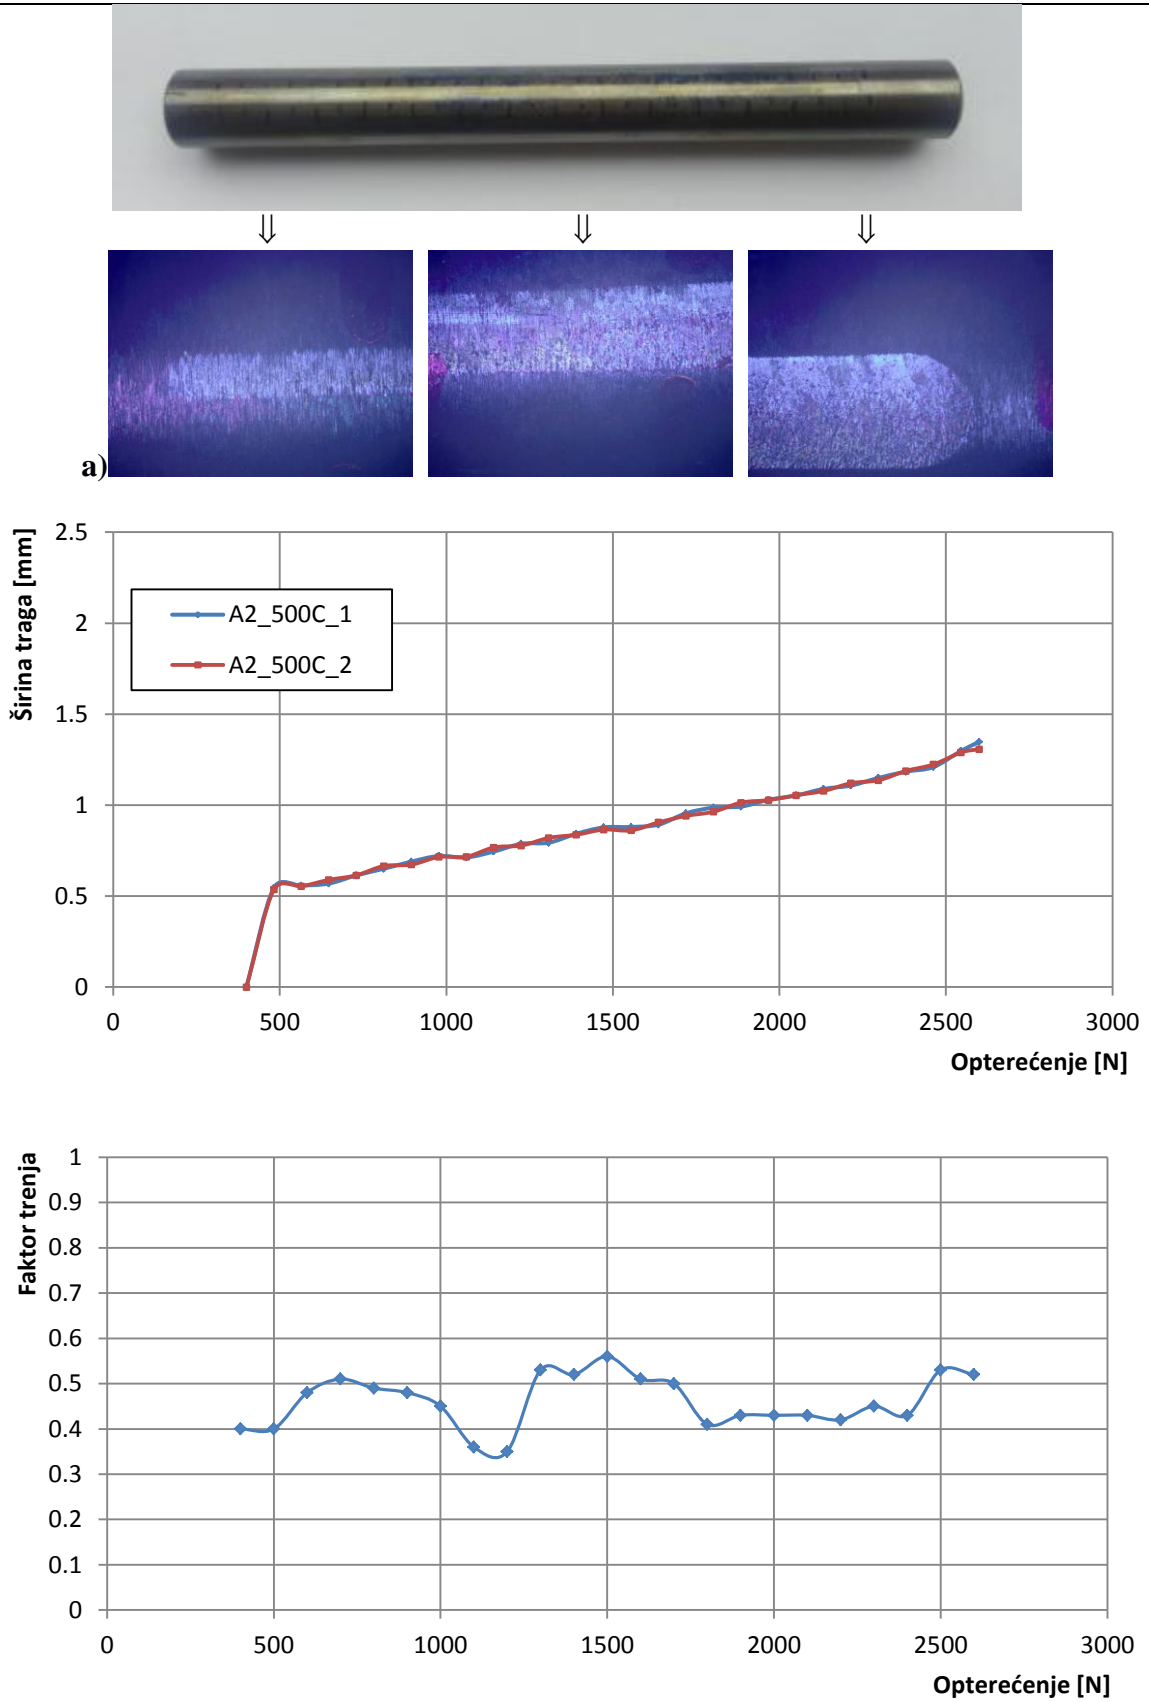 ⇓ ⇓ ⇓
a)
Širina traga [mm]
2.5
2
1.5
1
0.5
0
A2_500C_1
A2_500C_2
0 500 1000 1500 2000 2500 3000
Opterećenje [N]
Faktor trenja
1
0.9
0.8
0.7
0.6
0.5
0.4
0.3
0.2
0.1
0
0 500 1000 1500 2000 2500 3000
Opterećenje [N]